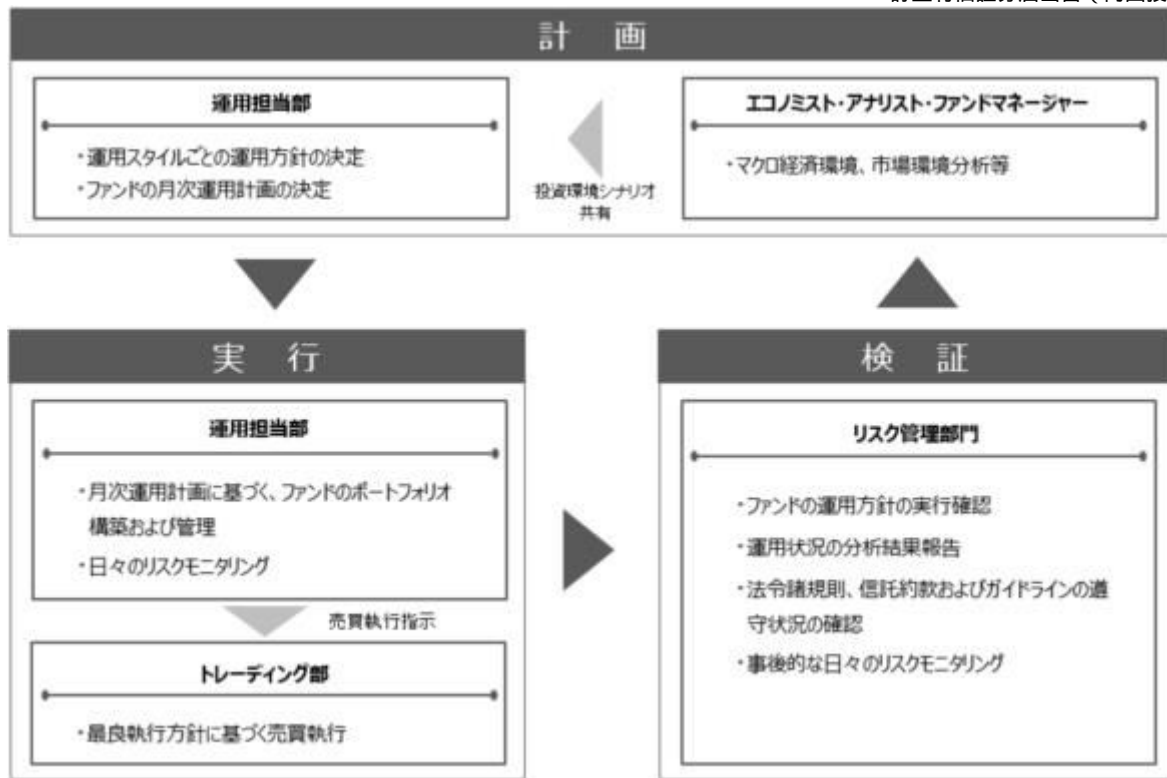 計 画
運用担当部
・運用スタイルごとの運用方針の決定
・ファンドの月次運用計画の決定
投資環境シナリオ
共有
エコノミスト・アナリスト・ファンドマネージャー
・マクロ経済環境、市場環境分析等
実 行
運用担当部
・月次運用計画に基づく、ファンドのポートフォリオ
構築および管理
・日々のリスクモニタリング
売買執行指示
トレーディング部
・最良執行方針に基づく売買執行
検 証
リスク管理部門
・ファンドの運用方針の実行確認
・運用状況の分析結果報告
・法令諸規則、信託約款およびガイドラインの遵
守状況の確認
・事後的な日々のリスクモニタリング